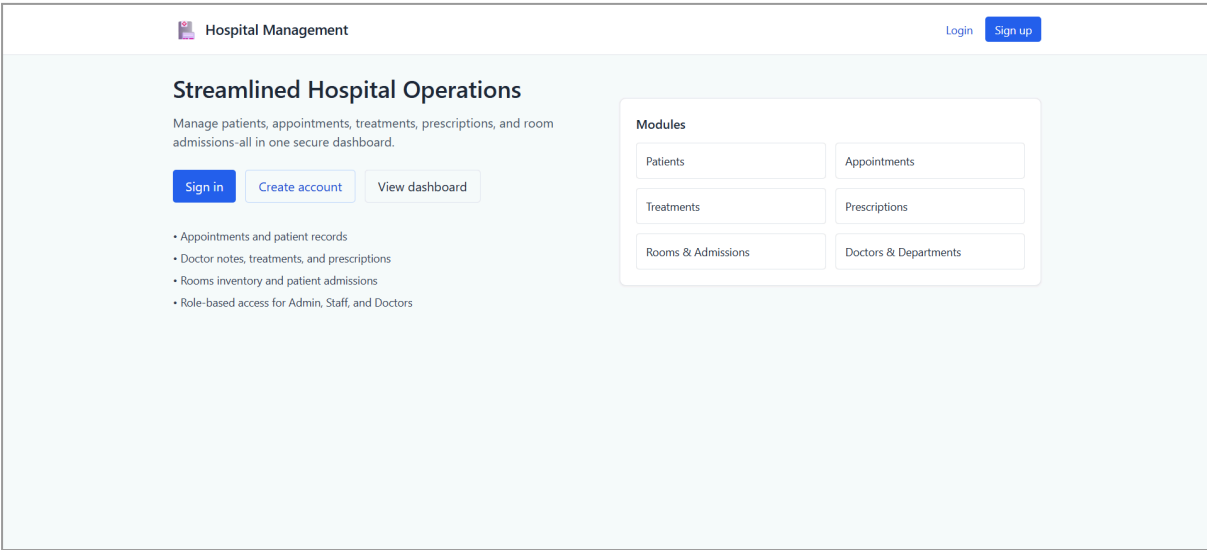 Hospital Management
Login
Sign up
Streamlined Hospital Operations
Manage patients, appointments, treatments, prescriptions, and room
admissions-all in one secure dashboard.
Sign in
Create account
View dashboard
• Appointments and patient records
• Doctor notes, treatments, and prescriptions
• Rooms inventory and patient admissions
• Role-based access for Admin, Staff, and Doctors
Modules
Patients
Appointments
Treatments
Prescriptions
Rooms & Admissions
Doctors & Departments